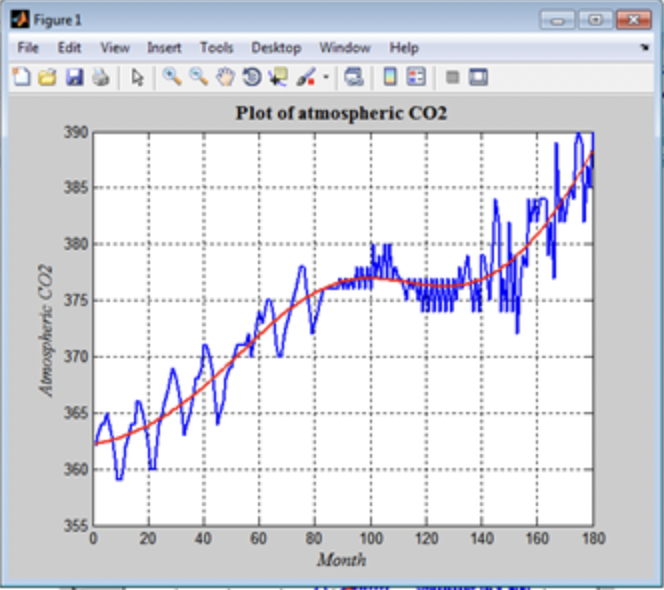 Figure 1
File Edit View Insert Tools Desktop Window Help
Plot of atmospheric CO2
390
385
380
375
370
365
360
355
Atmospheric CO2
0 20 40 60 80 100 120 140 160 180
Month